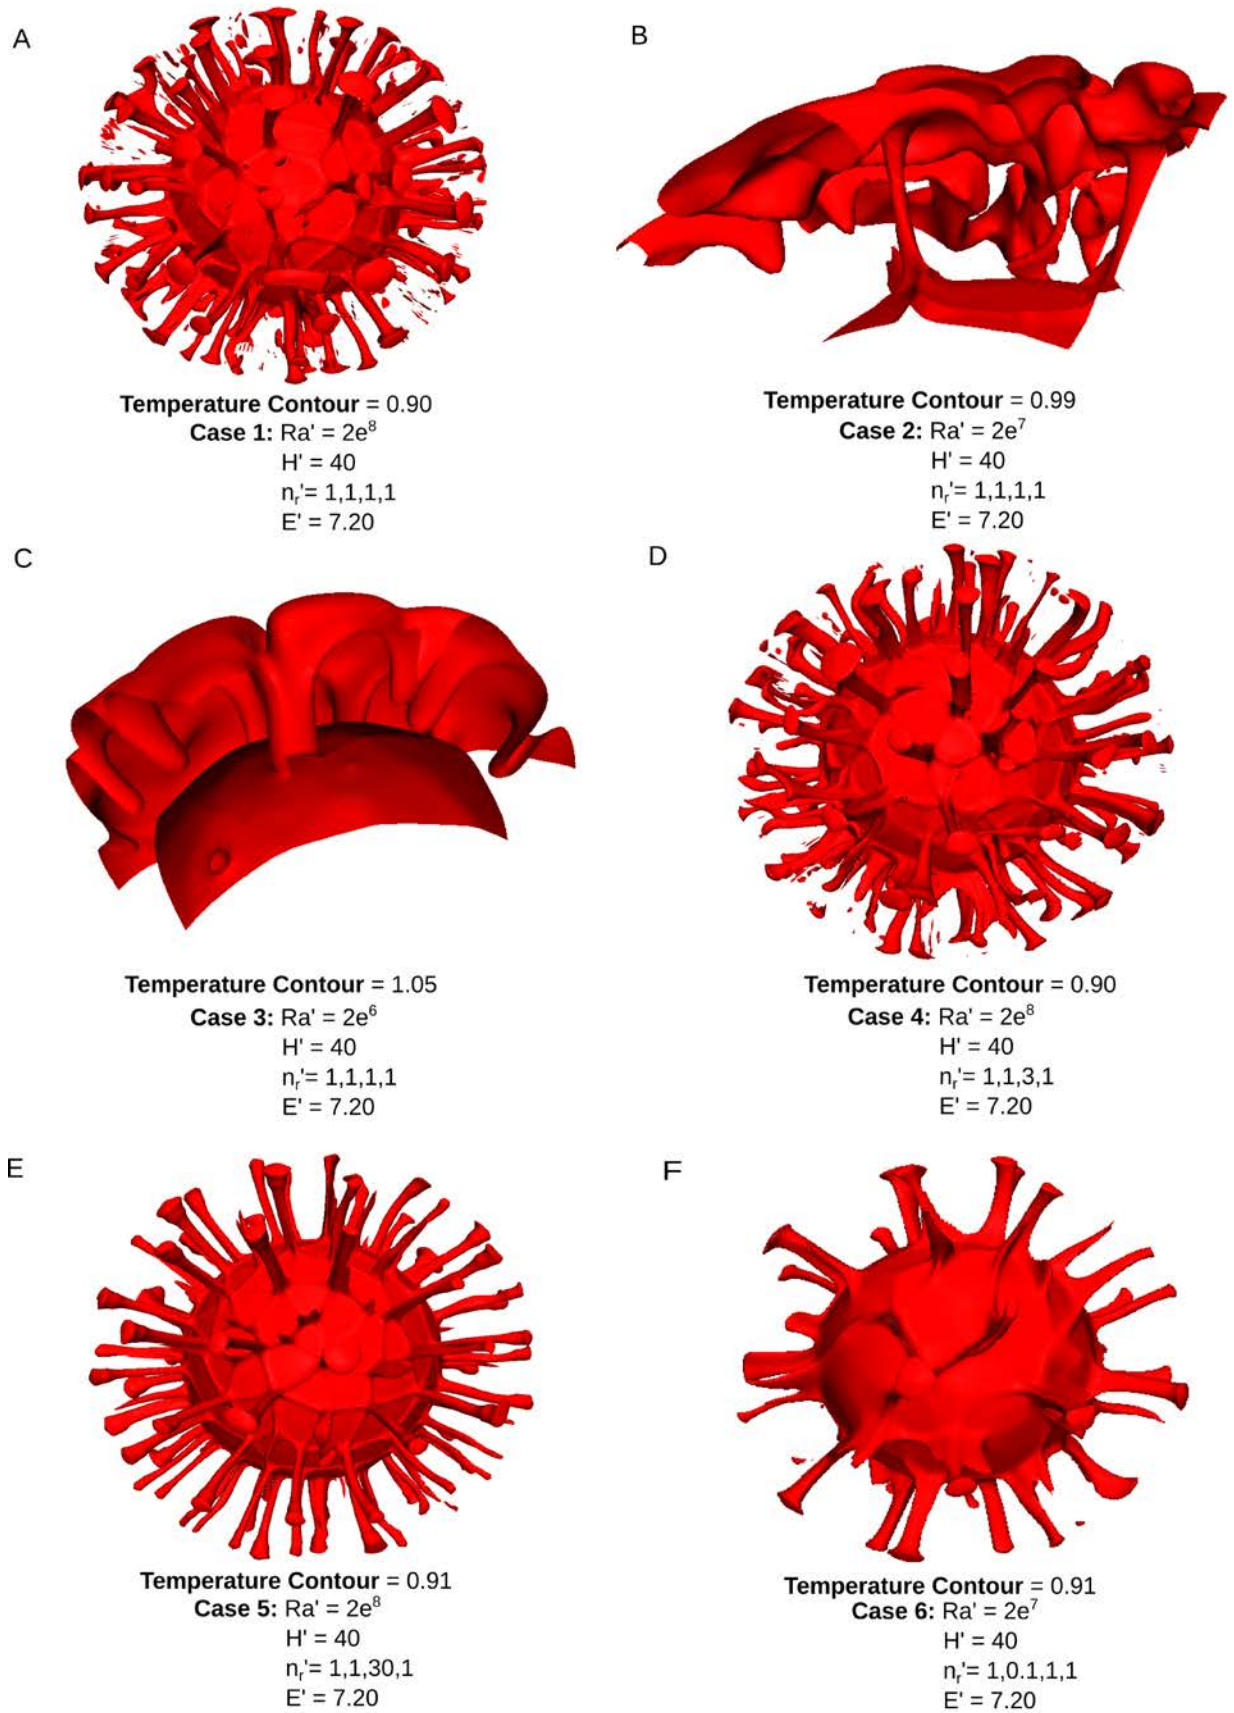 A
B
Temperature Contour = 0.90
Case 1: Ra' = 2e⁸
H' = 40
nᵣ'= 1,1,1,1
E' = 7.20
Temperature Contour = 0.99
Case 2: Ra' = 2e⁷
H' = 40
nᵣ'= 1,1,1,1
E' = 7.20
C
D
Temperature Contour = 1.05
Case 3: Ra' = 2e⁶
H' = 40
nᵣ'= 1,1,1,1
E' = 7.20
Temperature Contour = 0.90
Case 4: Ra' = 2e⁸
H' = 40
nᵣ'= 1,1,3,1
E' = 7.20
E
F
Temperature Contour = 0.91
Case 5: Ra' = 2e⁸
H' = 40
nᵣ'= 1,1,30,1
E' = 7.20
Temperature Contour = 0.91
Case 6: Ra' = 2e⁷
H' = 40
nᵣ'= 1,0.1,1,1
E' = 7.20